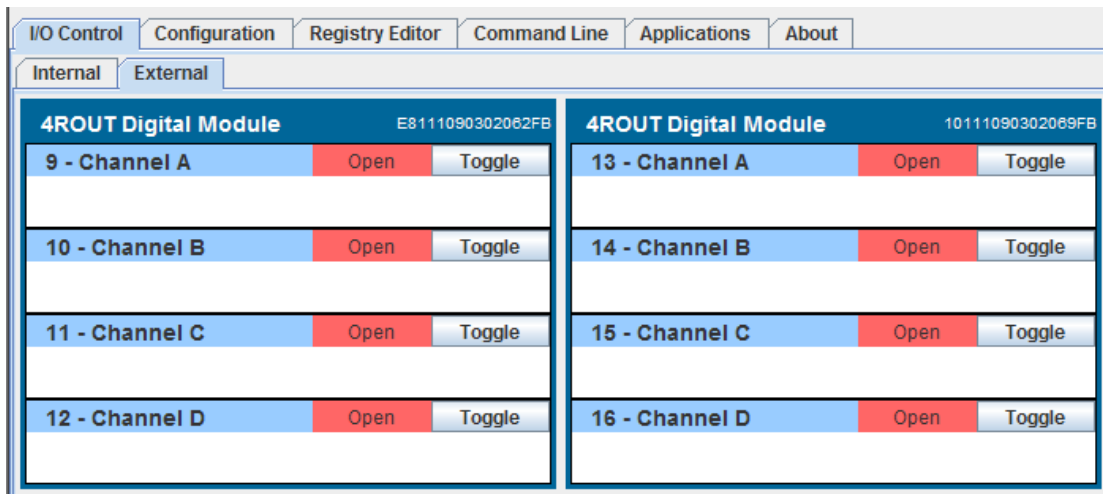 I/O Control Configuration Registry Editor Command Line Applications About
Internal External
4ROUT Digital Module E8111090302062FB
9 - Channel A Open Toggle
10 - Channel B Open Toggle
11 - Channel C Open Toggle
12 - Channel D Open Toggle
4ROUT Digital Module 10111090302069FB
13 - Channel A Open Toggle
14 - Channel B Open Toggle
15 - Channel C Open Toggle
16 - Channel D Open Toggle